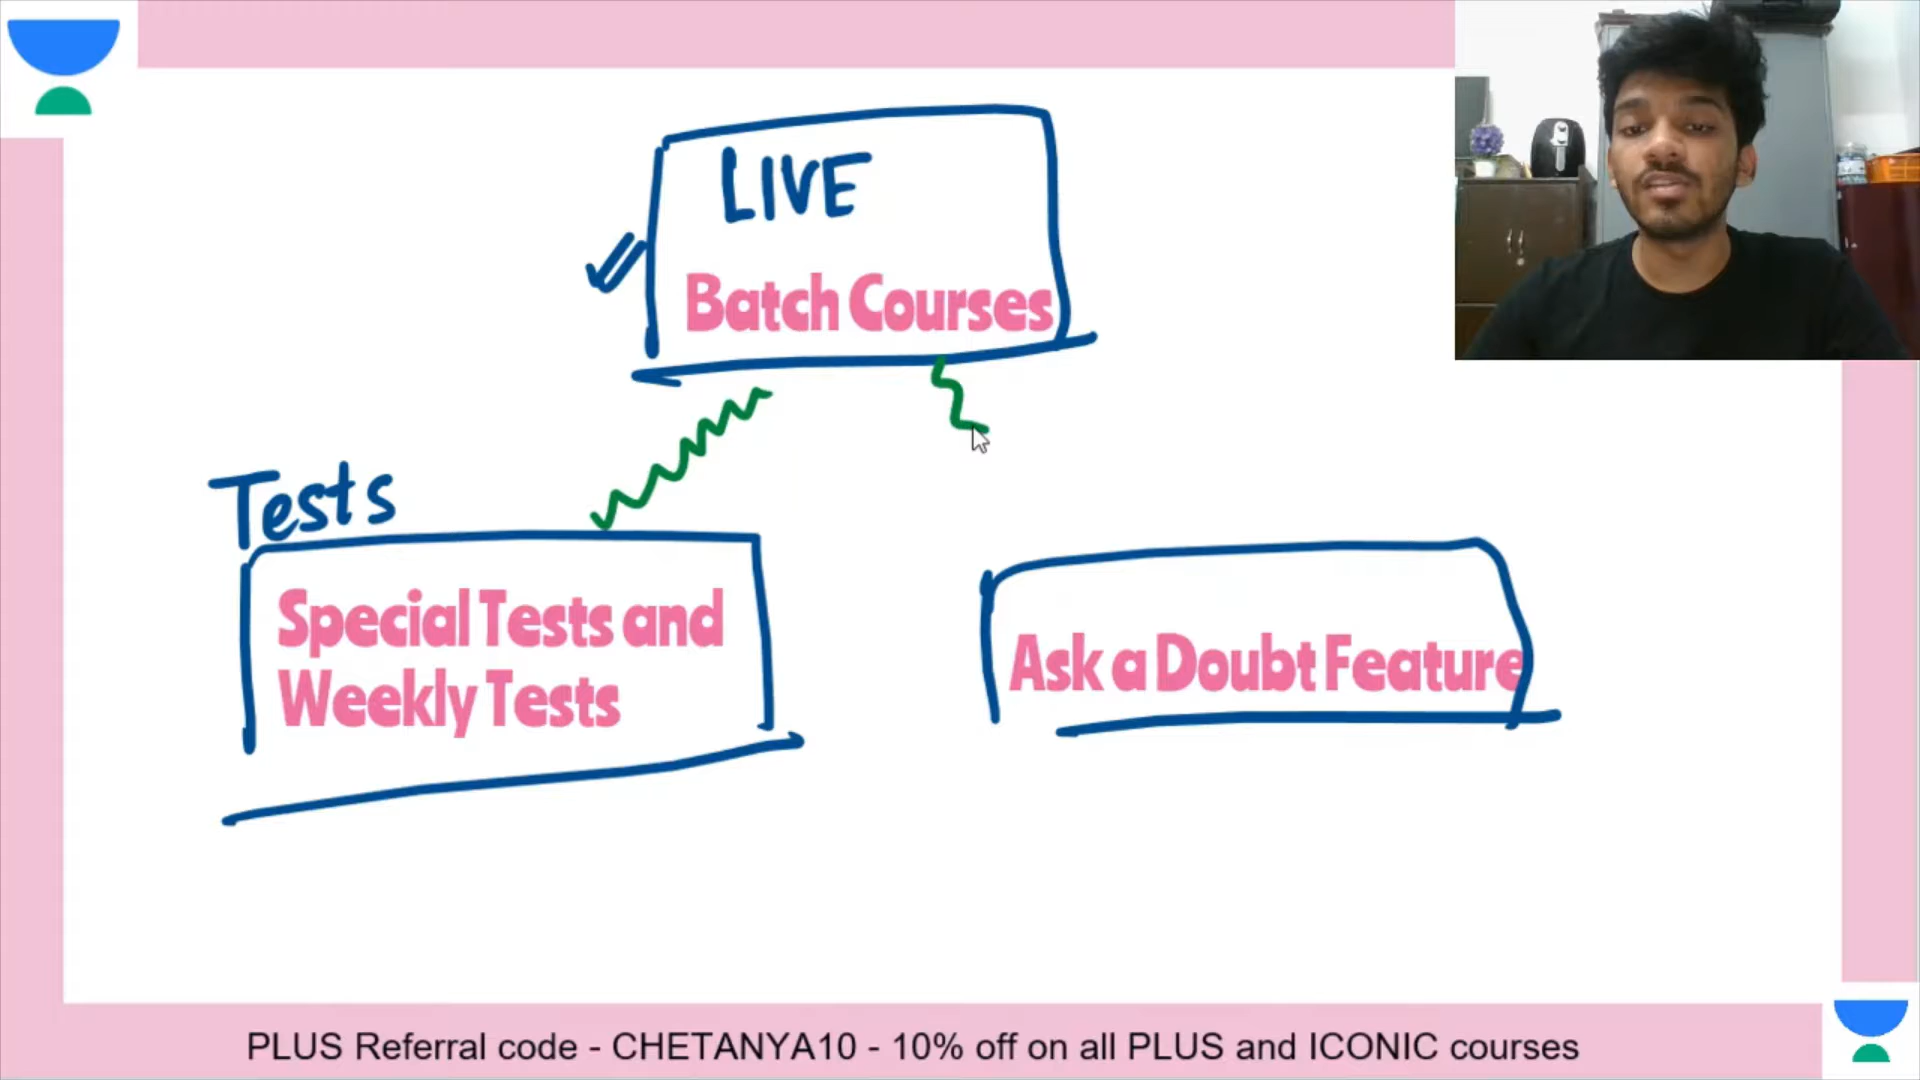 LIVE
Batch Courses
Tests
Special Tests and
Weekly Tests
Ask a Doubt Feature
PLUS Referral code - CHETANYA10 - 10% off on all PLUS and ICONIC courses